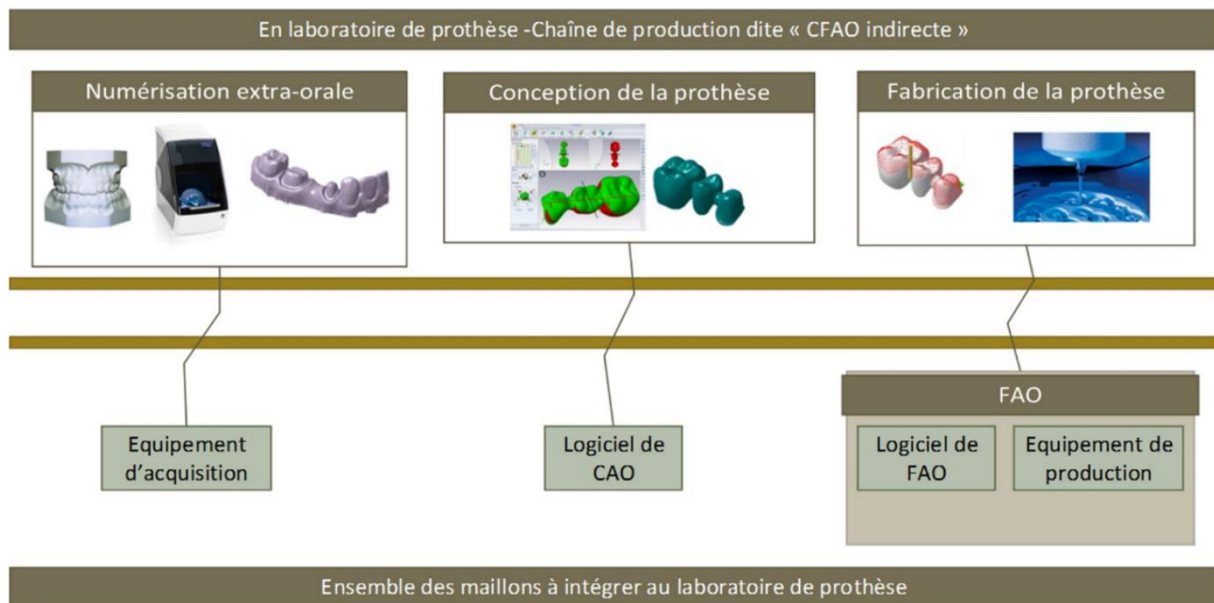 En laboratoire de prothèse -Chaîne de production dite « CFAO indirecte »
Numérisation extra-orale
Conception de la prothèse
Fabrication de la prothèse
Equipement
d’acquisition
Logiciel de
CAO
FAO
Logiciel de
FAO
Equipement de
production
Ensemble des maillons à intégrer au laboratoire de prothèse